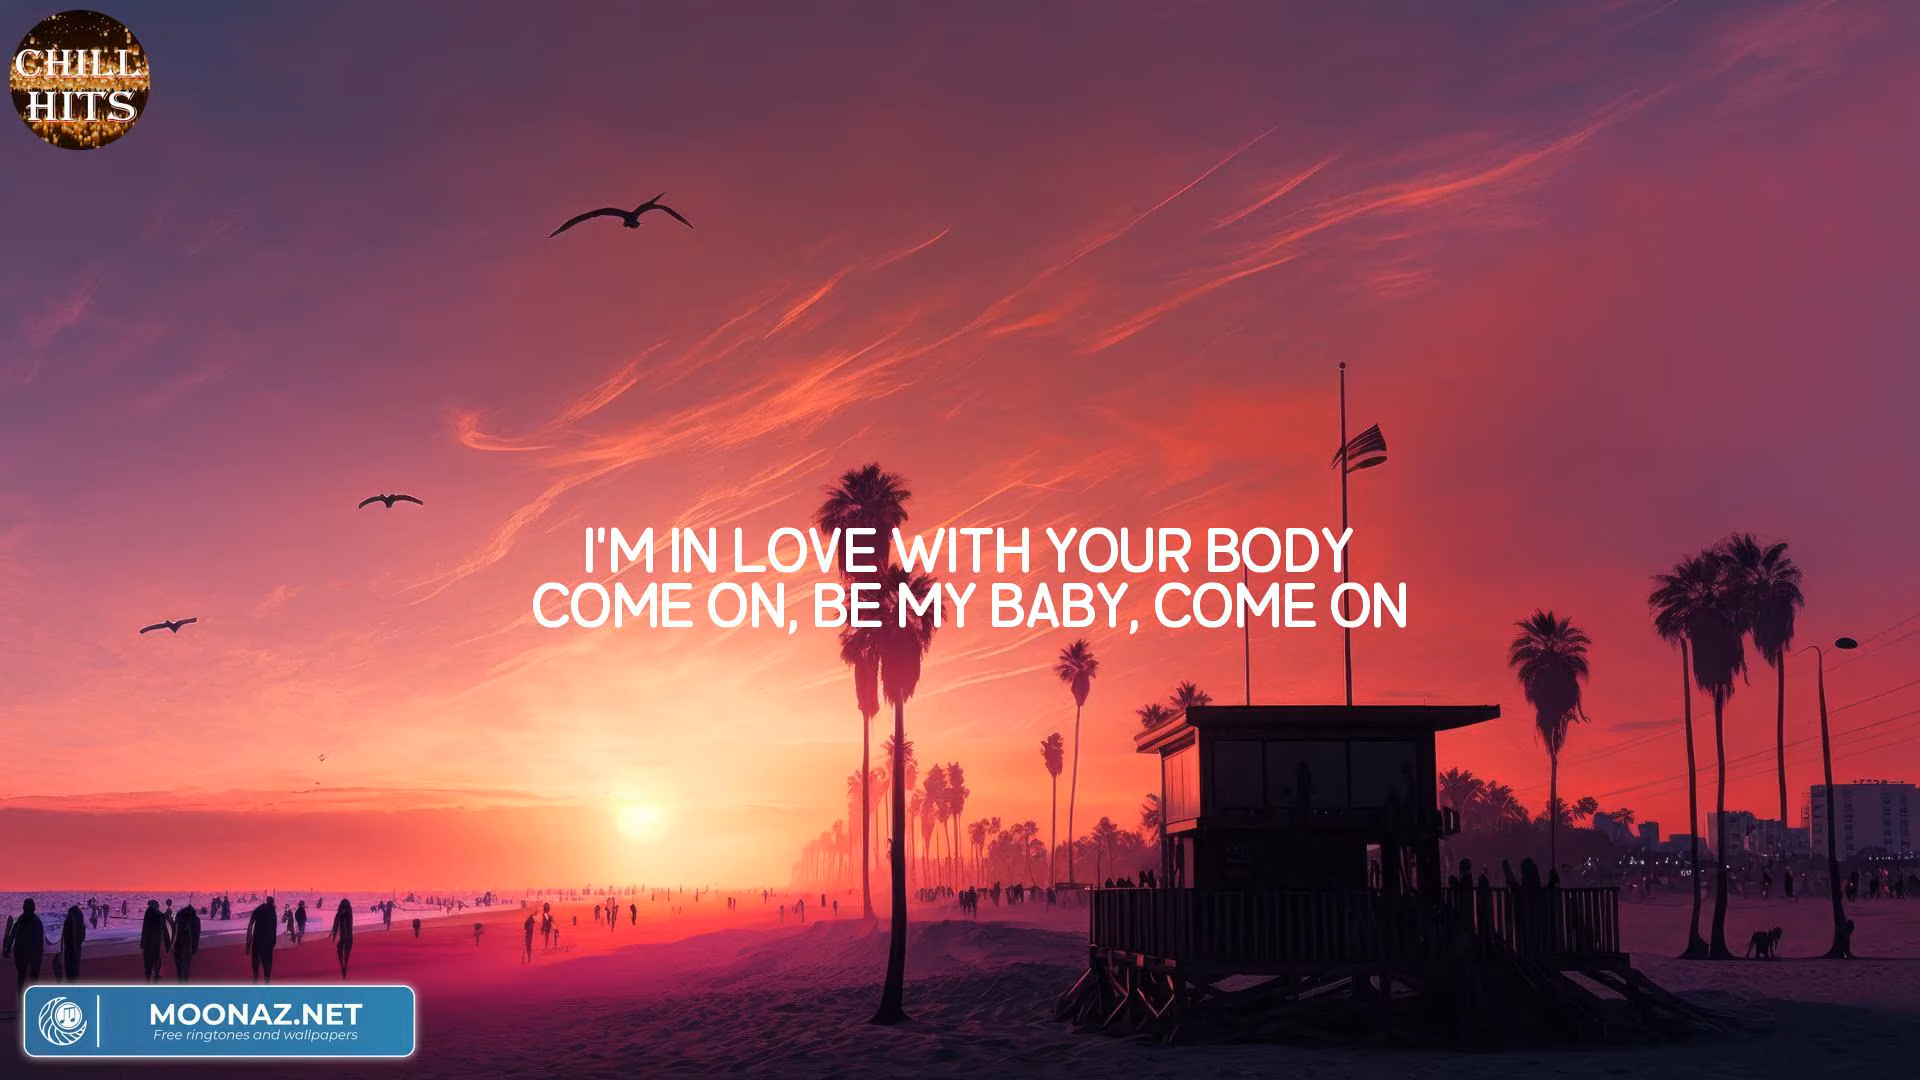 CHILL
HITS
I'M IN LOVE WITH YOUR BODY
COME ON, BE MY BABY, COME ON
MOONAZ.NET
Free ringtones and wallpapers